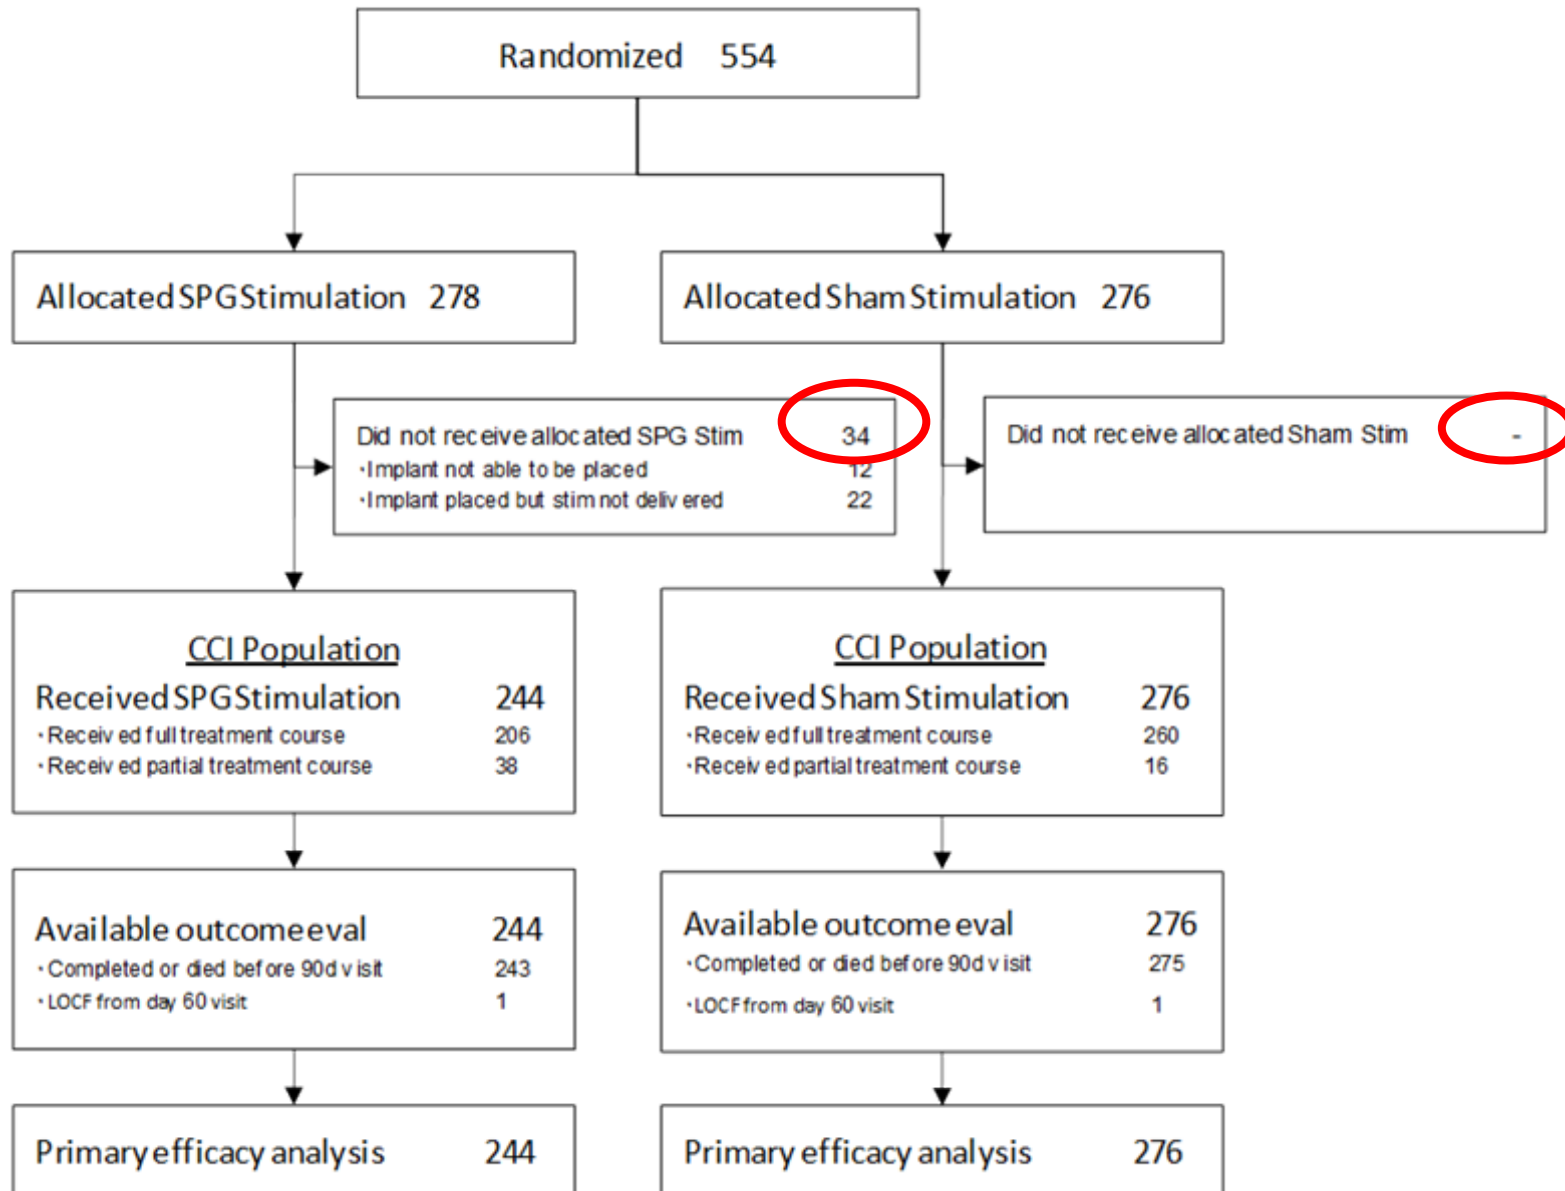 Randomized 554
Allocated SPG Stimulation 278
Allocated Sham Stimulation 276
Did not receive allocated SPG Stim 34
·Implant not able to be placed 12
·Implant placed but stim not delivered 22
Did not receive allocated Sham Stim -
CCI Population
Received SPG Stimulation 244
·Received full treatment course 206
·Received partial treatment course 38
CCI Population
Received Sham Stimulation 276
·Received full treatment course 260
·Received partial treatment course 16
Available outcome eval 244
·Completed or died before 90d visit 243
·LOCF from day 60 visit 1
Available outcome eval 276
·Completed or died before 90d visit 275
·LOCF from day 60 visit 1
Primary efficacy analysis 244
Primary efficacy analysis 276